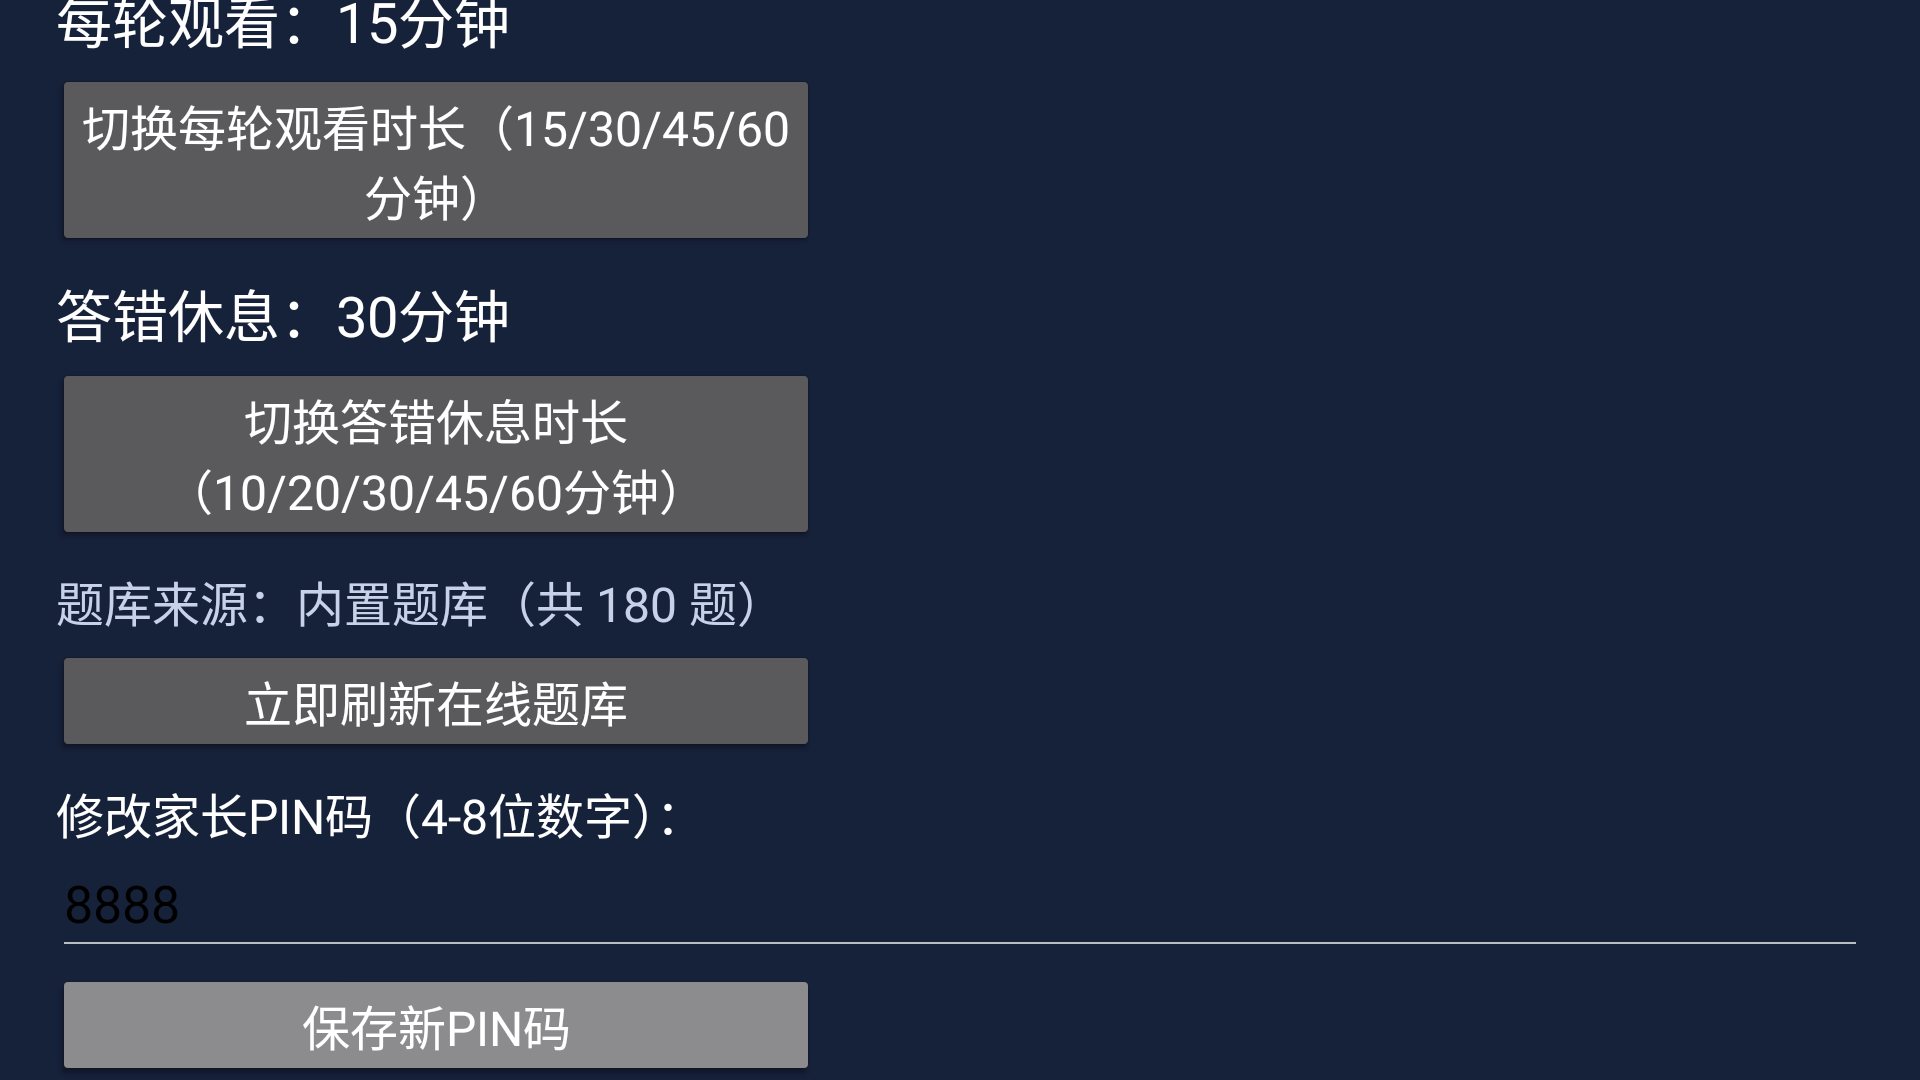 每轮观看：15分钟
切换每轮观看时长（15/30/45/60
分钟）
答错休息：30分钟
切换答错休息时长
（10/20/30/45/60分钟）
题库来源：内置题库（共 180 题）
立即刷新在线题库
修改家长PIN码（4-8位数字）：
8888
保存新PIN码